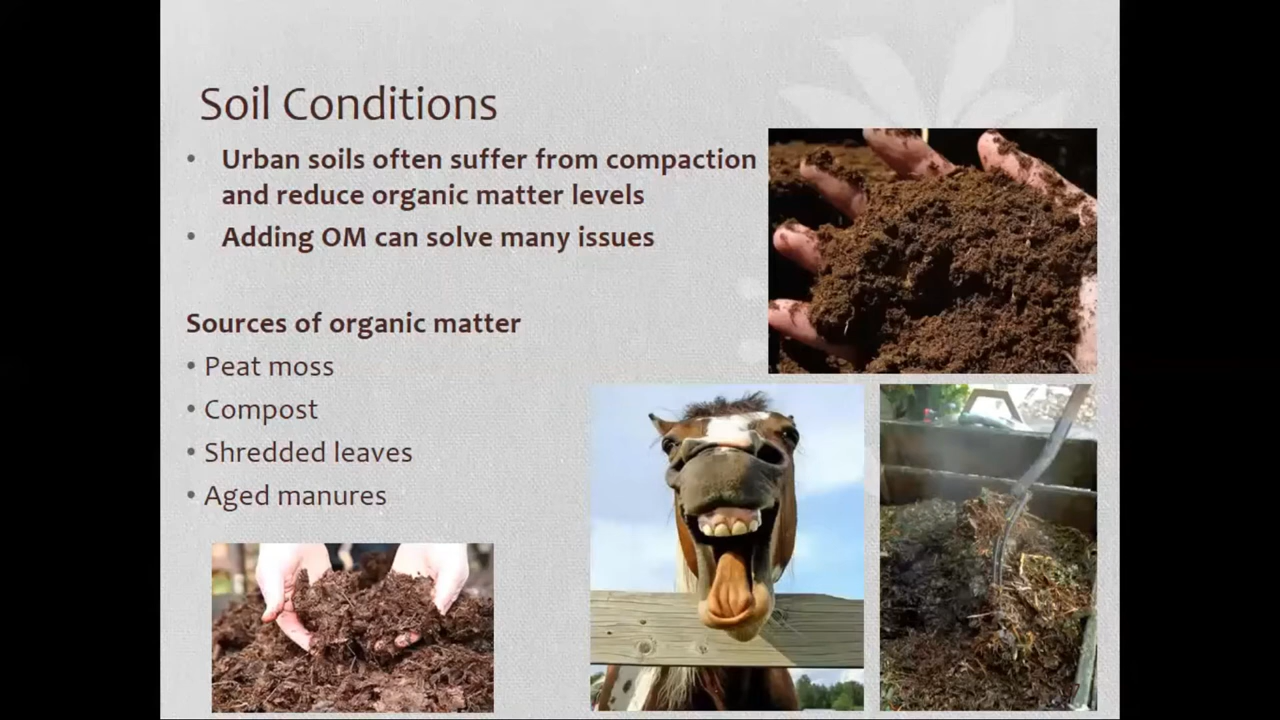 Soil Conditions
• Urban soils often suffer from compaction
and reduce organic matter levels
• Adding OM can solve many issues
Sources of organic matter
• Peat moss
• Compost
• Shredded leaves
• Aged manures